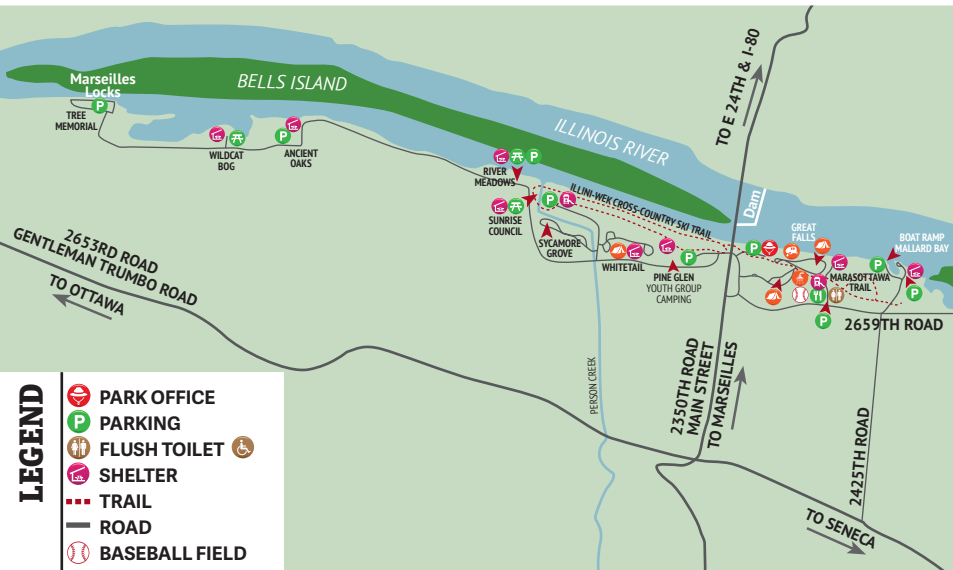 Marseilles
Locks
P
TREE
MEMORIAL
BELLS ISLAND
ILLINOIS RIVER
WILDCAT
BOG
P
ANCIENT
OAKS
P
RIVER
MEADOWS
SUNRISE
COUNCIL
P
ILLINI-WEK CROSS-COUNTRY SKI TRAIL
SYCAMORE
GROVE
WHITETAIL
P
PINE GLEN
YOUTH GROUP
CAMPING
TO E 24TH & I-80
Dam
P
GREAT
FALLS
MARASOTTAWA
TRAIL
BOAT RAMP
MALLARD BAY
P
P
P
2659TH ROAD
2653RD ROAD
GENTLEMAN TRUMBO ROAD
TO OTTAWA
PERSON CREEK
2350TH ROAD
MAIN STREET
TO MARSEILLES
2425TH ROAD
TO SENECA
LEGEND
PARK OFFICE
P PARKING
FLUSH TOILET
SHELTER
TRAIL
ROAD
BASEBALL FIELD